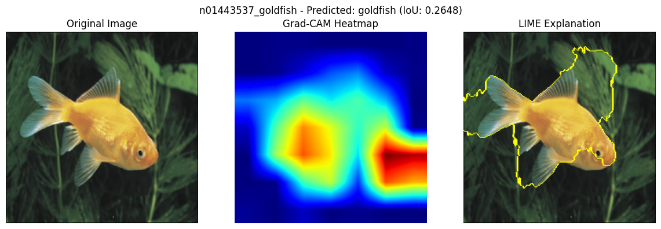 n01443537_goldfish - Predicted: goldfish (IoU: 0.2648)
Original Image
Grad-CAM Heatmap
LIME Explanation